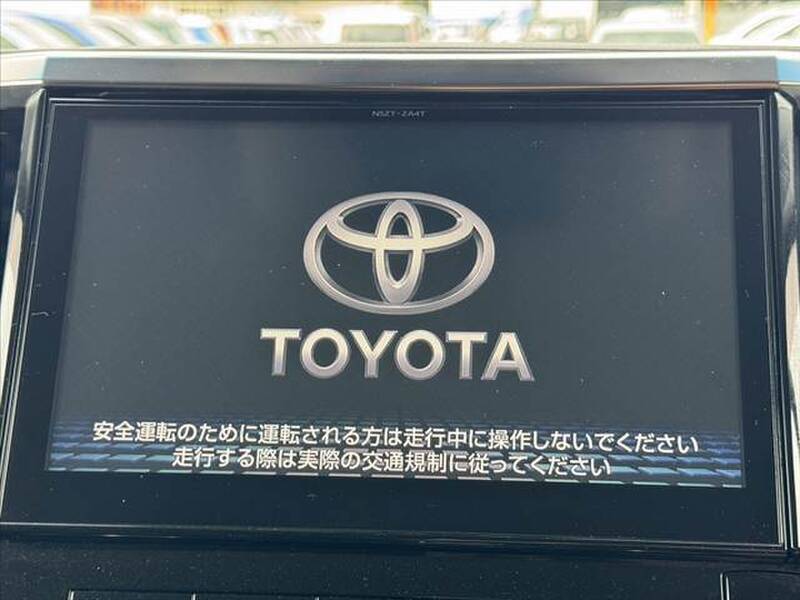 NSZT-ZA4T
TOYOTA
安全運転のために運転される方は走行中に操作しないでください
走行する際は実際の交通規制に従ってください